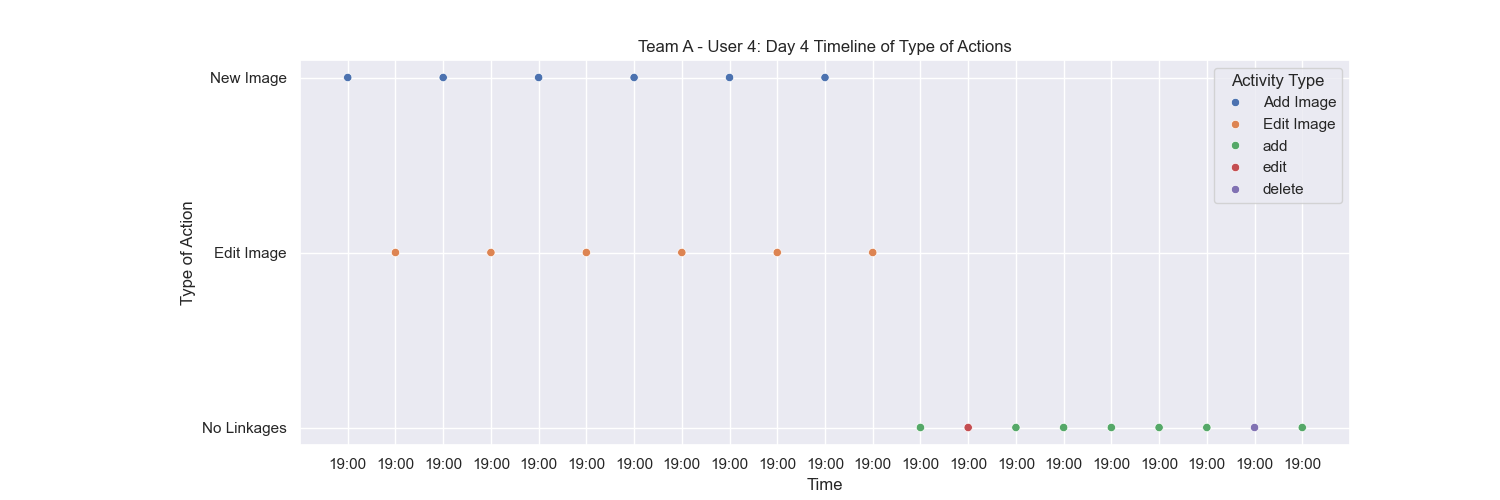 Team A - User 4: Day 4 Timeline of Type of Actions
New Image
Edit Image
No Linkages
Type of Action
Activity Type
Add Image
Edit Image
add
edit
delete
19:00 19:00 19:00 19:00 19:00 19:00 19:00 19:00 19:00 19:00 19:00 19:00 19:00 19:00 19:00 19:00 19:00 19:00 19:00 19:00 19:00
Time